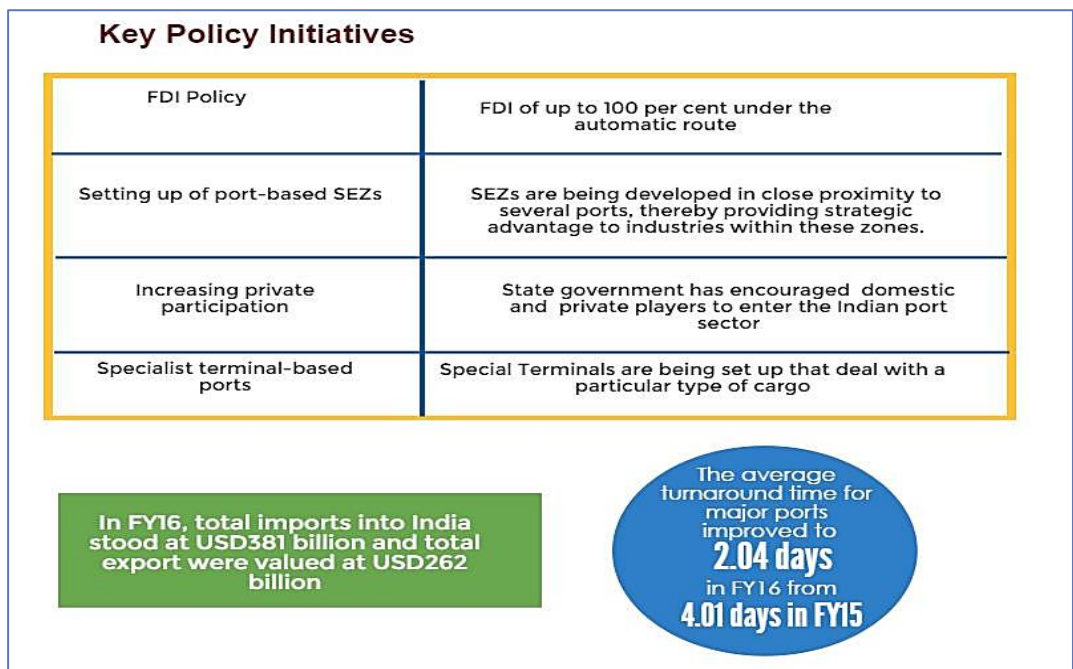 Key Policy Initiatives
FDI Policy
FDI of up to 100 per cent under the
automatic route
Setting up of port-based SEZs
SEZs are being developed in close proximity to
several ports, thereby providing strategic
advantage to industries within these zones.
Increasing private
participation
State government has encouraged domestic
and private players to enter the Indian port
sector
Specialist terminal-based
ports
Special Terminals are being set up that deal with a
particular type of cargo
In FY16, total imports into India
stood at USD381 billion and total
export were valued at USD262
billion
The average
turnaround time for
major ports
improved to
2.04 days
in FY16 from
4.01 days in FY15